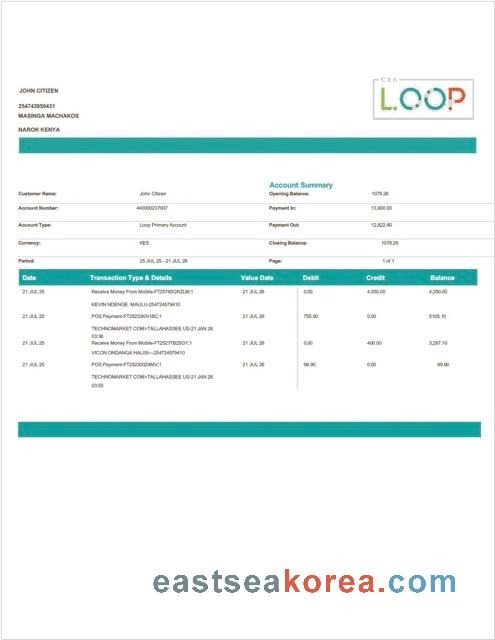 JOHN CITIZEN
254743950431
MASINGA MACHAKOS
NAROK KENYA
CBA
LOOP
Account Summary
Customer Name: John Citizen Opening Balance: 1078.26
Account Number: 440000237007 Payment In: 13,900.00
Account Type: Loop Primary Account Payment Out: 12,822.80
Currency: KES Closing Balance: 1078.26
Period: 25 JUL 25 - 21 JUL 26 Page: 1 of 1
Date Transaction Type & Details Value Date Debit Credit Balance
21 JUL 25 Receive Money From Mobile-FT25783GRZLM;1 21 JUL 26 0.00 4,350.00 4,350.00
KEVIN NDENGE MAULU-254724579410
21 JUL 25 POS Payment-FT25233KN18C;1 21 JUL 26 755.90 0.00 5105.10
TECHNOMARKET COM>TALLAHASSEE US-21 JAN 26
03:36
21 JUL 25 Receive Money From Mobile-FT25277B25GY;1 21 JUL 26 0.00 400.00 3,267.10
VICON ONDANGA HALISI---254724579410
21 JUL 25 POS Payment-FT252300Z4MV;1 21 JUL 26 99.90 0.00 99.90
TECHNOMARKET COM>TALLAHASSEE US-21 JAN 26
03:53
eastseakorea.com